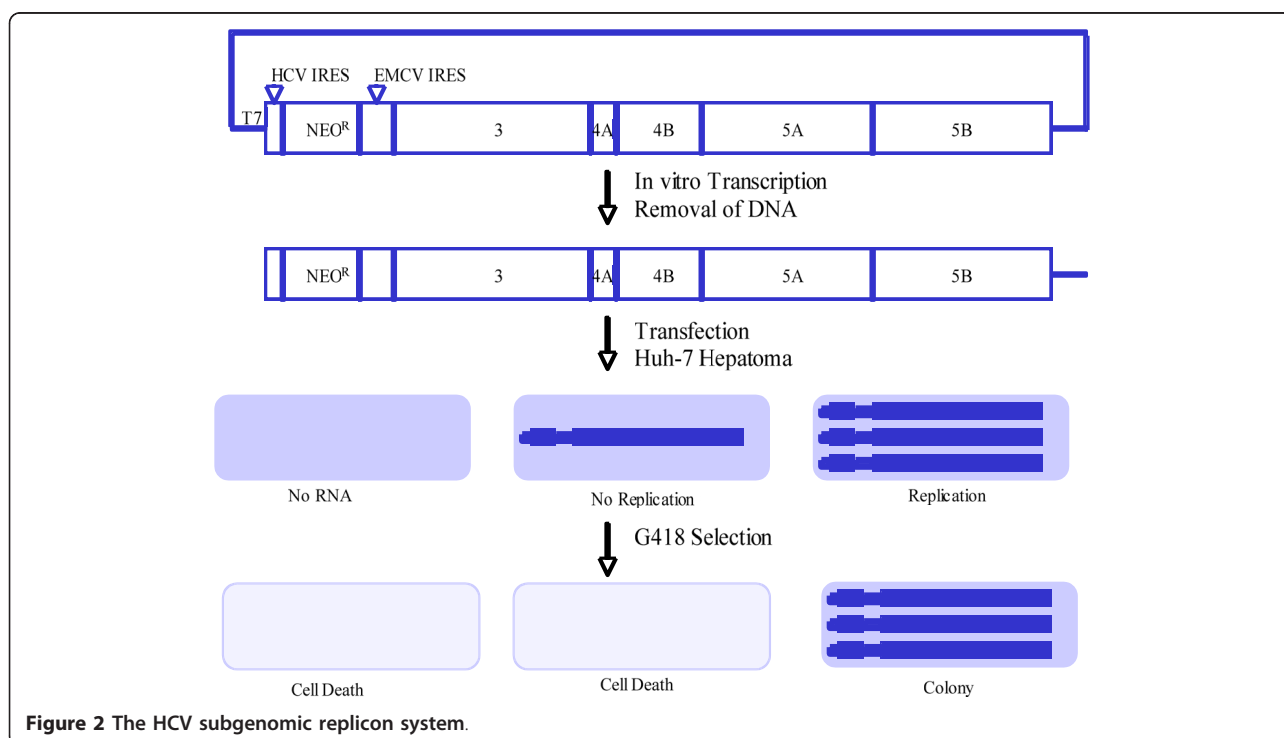 HCV IRES EMCV IRES
T7 NEOᴿ 3 4A 4B 5A 5B
In vitro Transcription
Removal of DNA
NEOᴿ 3 4A 4B 5A 5B
Transfection
Huh-7 Hepatoma
No RNA No Replication Replication
G418 Selection
Cell Death Cell Death Colony
Figure 2 The HCV subgenomic replicon system.